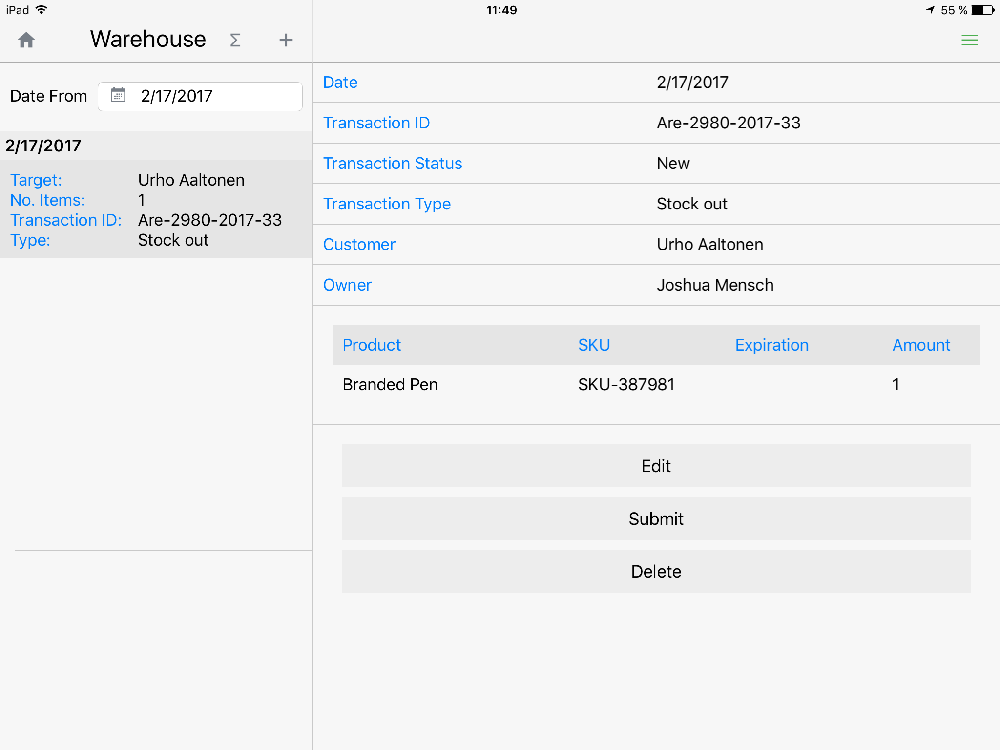 iPad 11:49 55 %
Warehouse Σ +
Date From 2/17/2017
2/17/2017
Target: Urho Aaltonen
No. Items: 1
Transaction ID: Are-2980-2017-33
Type: Stock out
Date 2/17/2017
Transaction ID Are-2980-2017-33
Transaction Status New
Transaction Type Stock out
Customer Urho Aaltonen
Owner Joshua Mensch
Product SKU Expiration Amount
Branded Pen SKU-387981 1
Edit
Submit
Delete